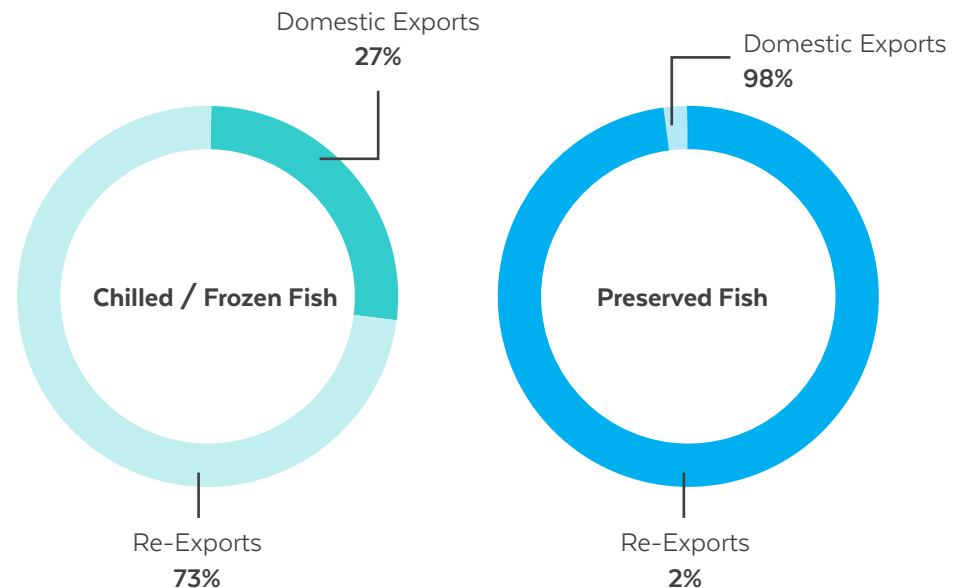 Domestic Exports
27%
Domestic Exports
98%
Chilled / Frozen Fish
Preserved Fish
Re-Exports
73%
Re-Exports
2%